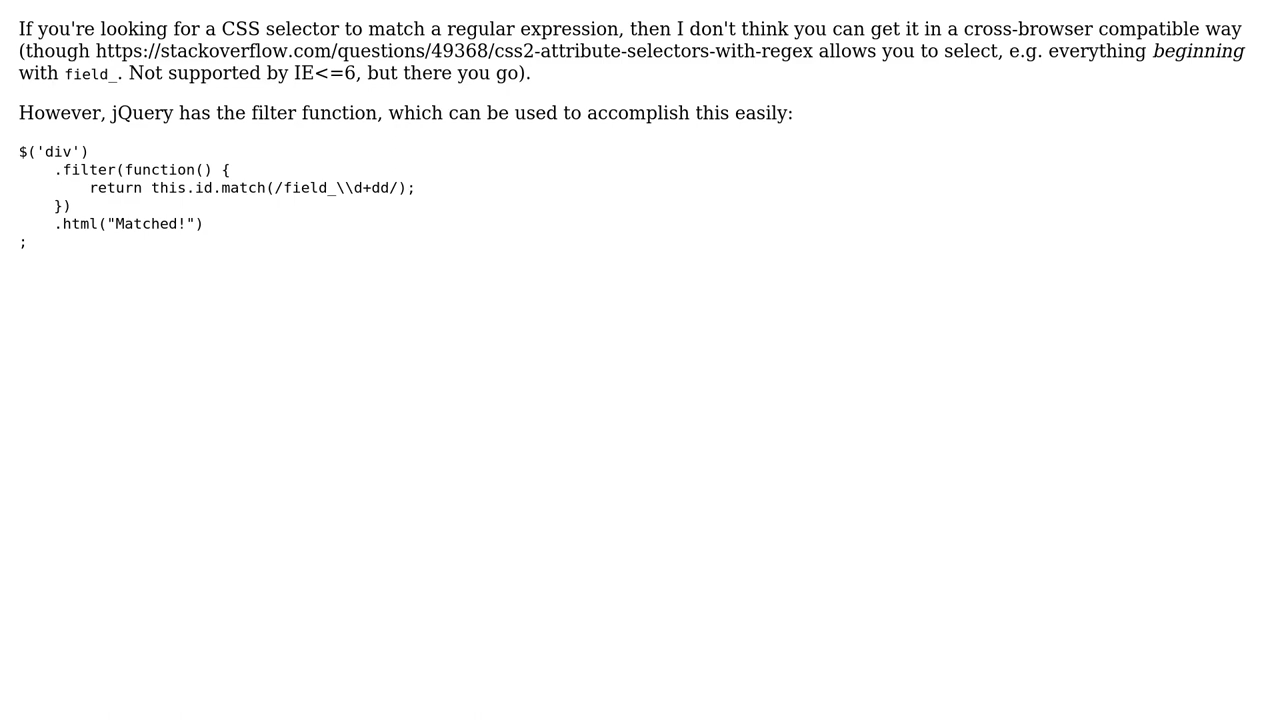 If you're looking for a CSS selector to match a regular expression, then I don't think you can get it in a cross-browser compatible way
(though https://stackoverflow.com/questions/49368/css2-attribute-selectors-with-regex allows you to select, e.g. everything beginning
with field_. Not supported by IE<=6, but there you go).
However, jQuery has the filter function, which can be used to accomplish this easily:
$('div')
    .filter(function() {
        return this.id.match(/field_\\d+dd/);
    })
    .html("Matched!")
;